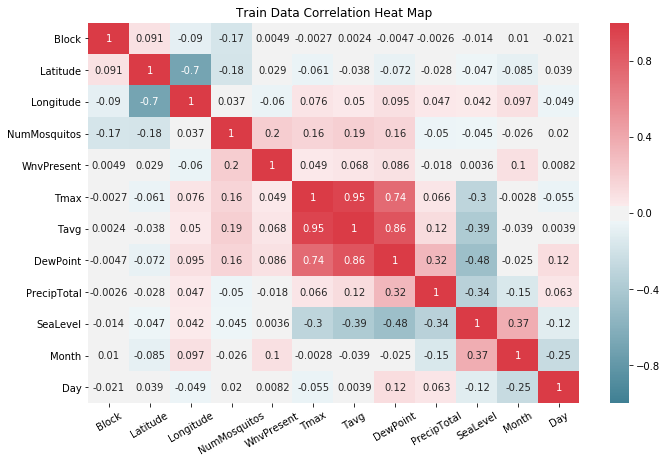 Train Data Correlation Heat Map
Block 1 0.091 -0.09 -0.17 0.0049 -0.0027 0.0024 -0.0047 -0.0026 -0.014 0.01 -0.021
Latitude 0.091 1 -0.7 -0.18 0.029 -0.061 -0.038 -0.072 -0.028 -0.047 -0.085 0.039
Longitude -0.09 -0.7 1 0.037 -0.06 0.076 0.05 0.095 0.047 0.042 0.097 -0.049
NumMosquitos -0.17 -0.18 0.037 1 0.2 0.16 0.19 0.16 -0.05 -0.045 -0.026 0.02
WnvPresent 0.0049 0.029 -0.06 0.2 1 0.049 0.068 0.086 -0.018 0.0036 0.1 0.0082
Tmax -0.0027 -0.061 0.076 0.16 0.049 1 0.95 0.74 0.066 -0.3 -0.0028 -0.055
Tavg 0.0024 -0.038 0.05 0.19 0.068 0.95 1 0.86 0.12 -0.39 -0.039 0.0039
DewPoint -0.0047 -0.072 0.095 0.16 0.086 0.74 0.86 1 0.32 -0.48 -0.025 0.12
PrecipTotal -0.0026 -0.028 0.047 -0.05 -0.018 0.066 0.12 0.32 1 -0.34 -0.15 0.063
SeaLevel -0.014 -0.047 0.042 -0.045 0.0036 -0.3 -0.39 -0.48 -0.34 1 0.37 -0.12
Month 0.01 -0.085 0.097 -0.026 0.1 -0.0028 -0.039 -0.025 -0.15 0.37 1 -0.25
Day -0.021 0.039 -0.049 0.02 0.0082 -0.055 0.0039 0.12 0.063 -0.12 -0.25 1
Block Latitude Longitude NumMosquitos WnvPresent Tmax Tavg DewPoint PrecipTotal SeaLevel Month Day
0.8
0.4
0.0
-0.4
-0.8